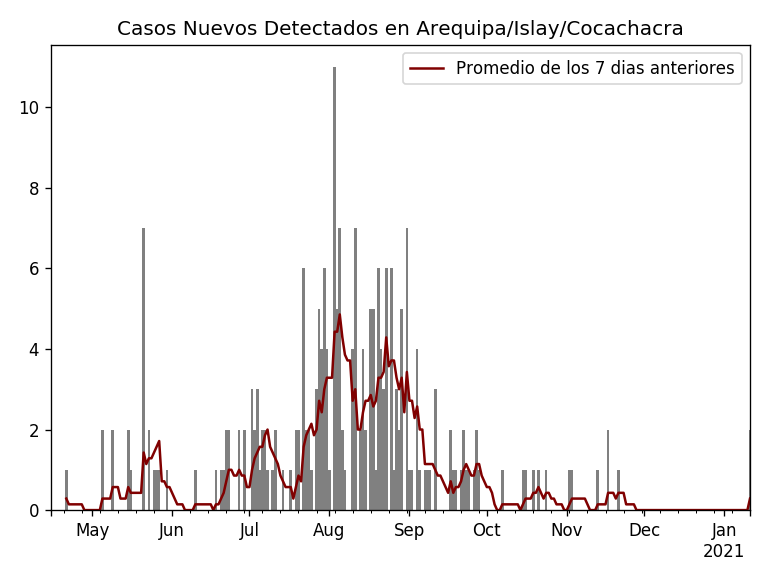 Casos Nuevos Detectados en Arequipa/Islay/Cocachacra
Promedio de los 7 dias anteriores
10
8
6
4
2
0
May Jun Jul Aug Sep Oct Nov Dec Jan
2021